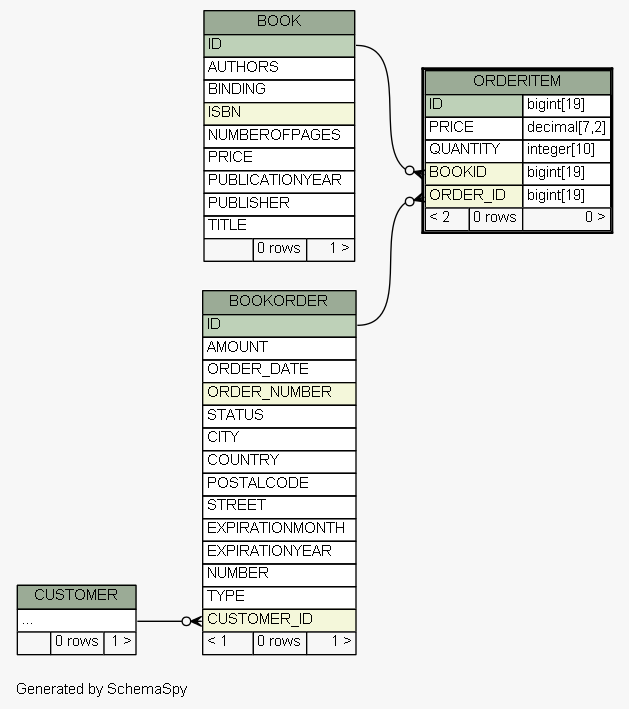 BOOK
ID
AUTHORS
BINDING
ISBN
NUMBEROFPAGES
PRICE
PUBLICATIONYEAR
PUBLISHER
TITLE
0 rows 1 >
ORDERITEM
ID bigint[19]
PRICE decimal[7,2]
QUANTITY integer[10]
BOOKID bigint[19]
ORDER_ID bigint[19]
< 2 0 rows 0 >
BOOKORDER
ID
AMOUNT
ORDER_DATE
ORDER_NUMBER
STATUS
CITY
COUNTRY
POSTALCODE
STREET
EXPIRATIONMONTH
EXPIRATIONYEAR
NUMBER
TYPE
CUSTOMER_ID
< 1 0 rows 1 >
CUSTOMER
...
0 rows 1 >
Generated by SchemaSpy